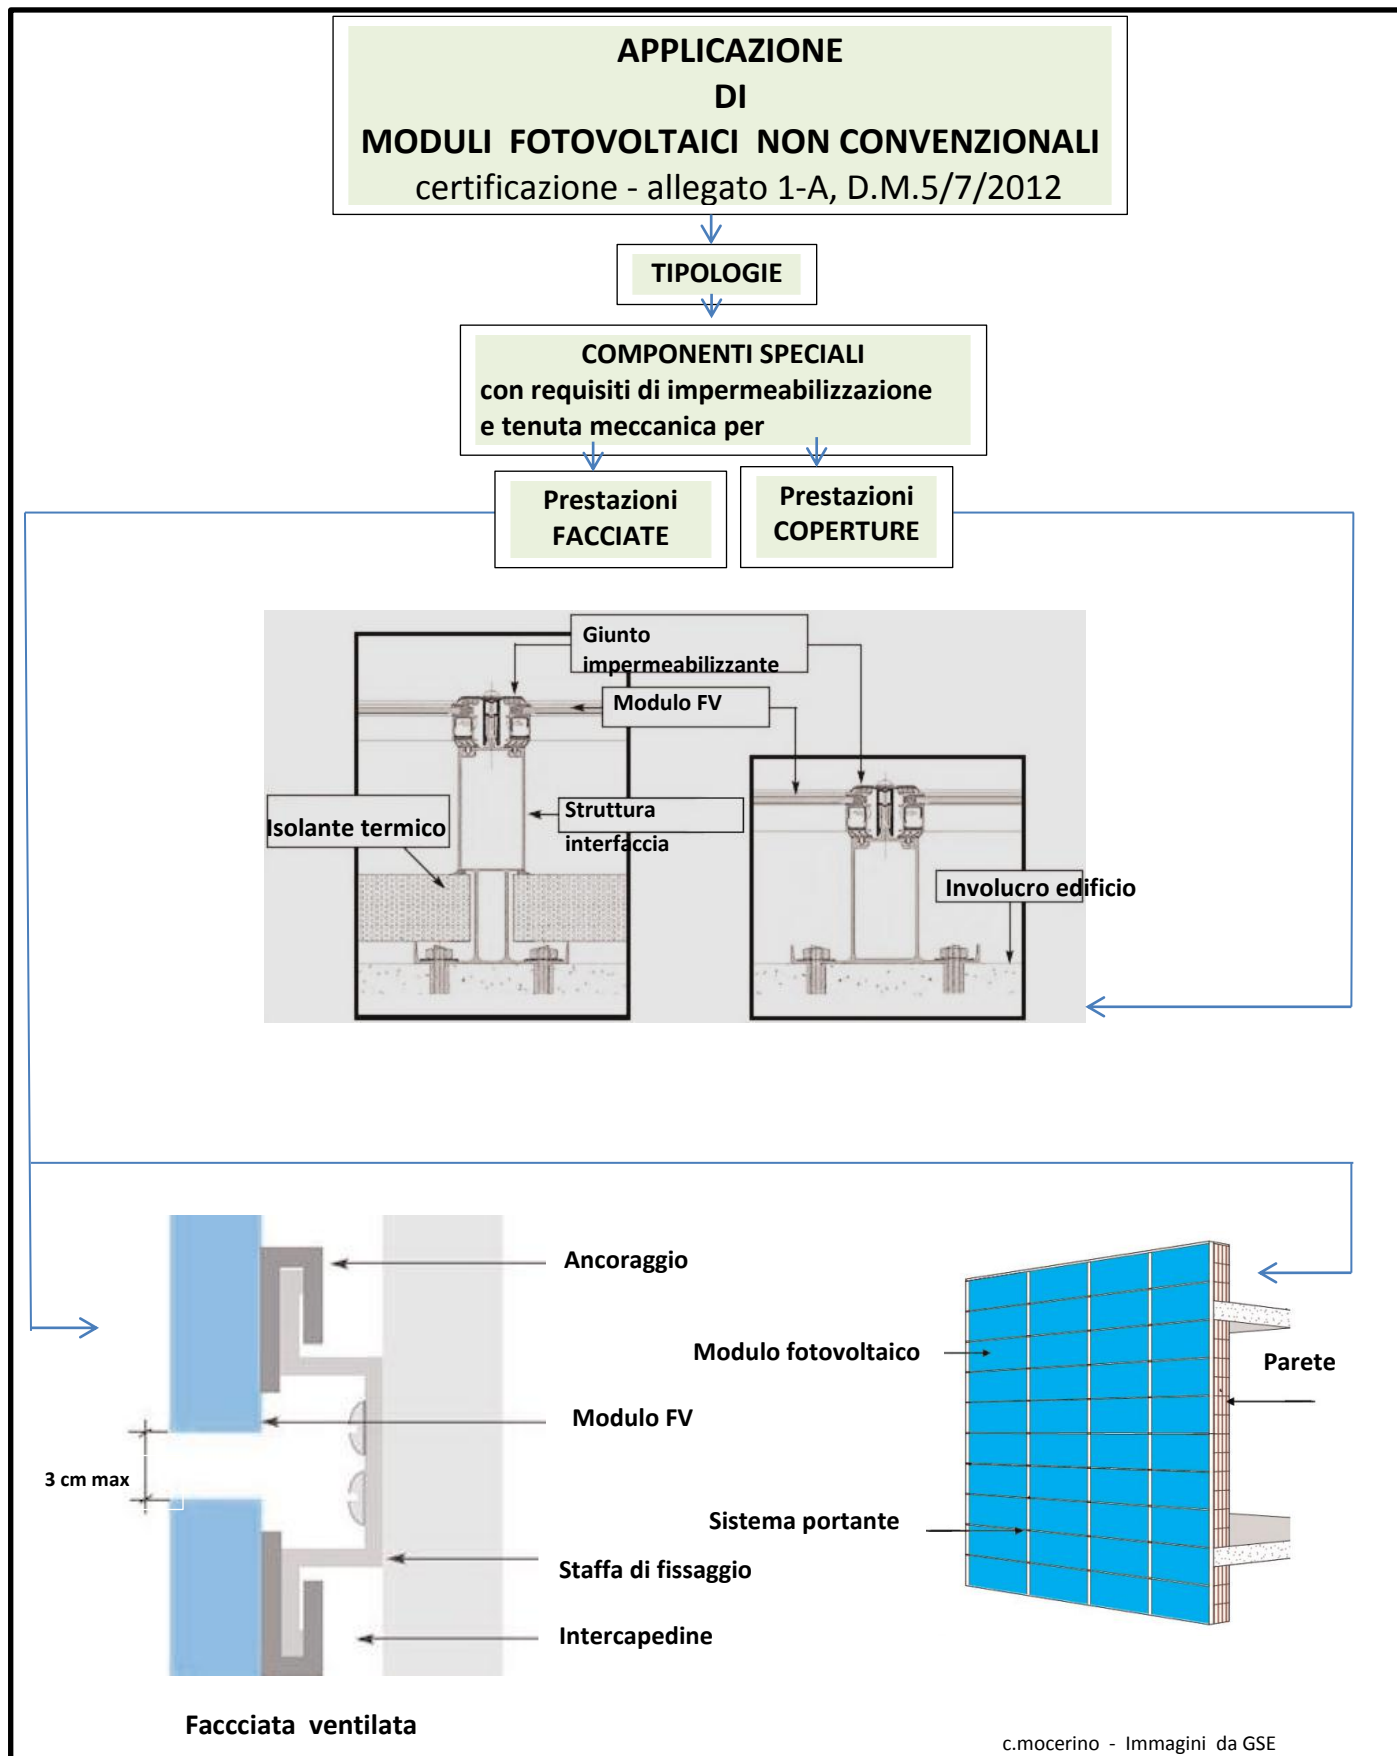 APPLICAZIONE
DI
MODULI FOTOVOLTAICI NON CONVENZIONALI
certificazione - allegato 1-A, D.M.5/7/2012
TIPOLOGIE
COMPONENTI SPECIALI
con requisiti di impermeabilizzazione
e tenuta meccanica per
Prestazioni
FACCIATE
Prestazioni
COPERTURE
Giunto
impermeabilizzante
Modulo FV
Isolante termico
Struttura
interfaccia
Involucro edificio
Ancoraggio
Modulo FV
3 cm max
Staffa di fissaggio
Intercapedine
Modulo fotovoltaico
Parete
Sistema portante
Faccciata ventilata
c.mocerino - Immagini da GSE